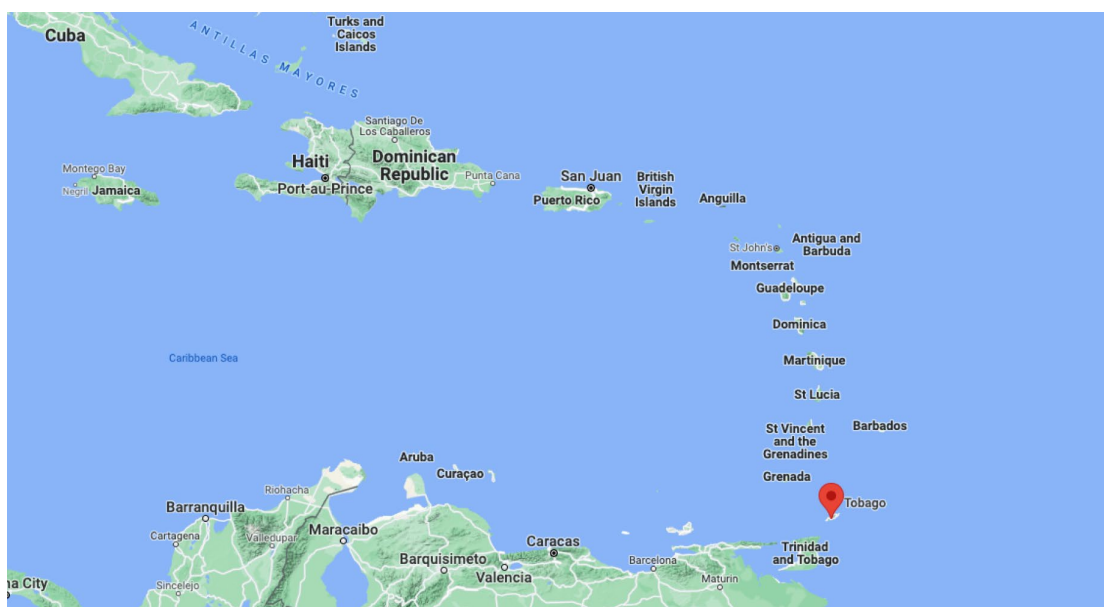 Turks and
Caicos
Islands
Cuba
ANTILLAS MAYORES
Santiago De
Los Caballeros
Haiti
Dominican
Republic
Port-au-Prince
Punta Cana
San Juan
Puerto Rico
British
Virgin
Islands
Anguilla
Montego Bay
Negril
Jamaica
St John's
Antigua and
Barbuda
Montserrat
Guadeloupe
Dominica
Caribbean Sea
Martinique
St Lucia
St Vincent
and the
Grenadines
Barbados
Grenada
Aruba
Curaçao
Tobago
Riohacha
Barranquilla
Cartagena
Valledupar
Maracaibo
Caracas
Trinidad
and Tobago
Barquisimeto
Valencia
Barcelona
Maturin
Sincelejo
na City